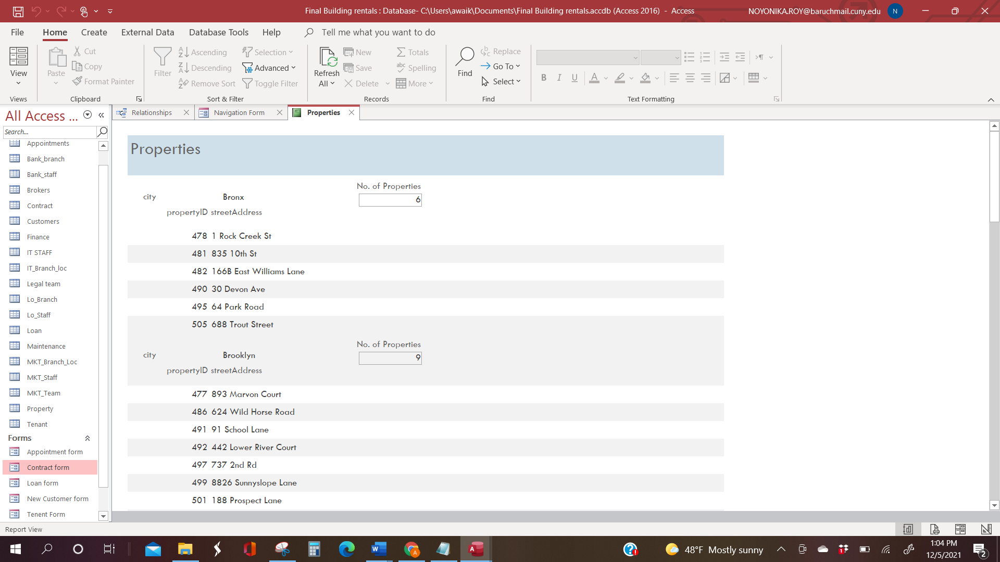 Final Building rentals : Database- C:\Users\awaik\Documents\Final Building rentals.accdb (Access 2016) - Access
NOYONIKA.ROY@baruchmail.cuny.edu
N
File Home Create External Data Database Tools Help Tell me what you want to do
View
Views
Paste
Cut
Copy
Format Painter
Clipboard
Filter
Ascending
Descending
Remove Sort
Selection
Advanced
Toggle Filter
Sort & Filter
Refresh
All
New
Save
Delete
Totals
Spelling
More
Records
Find
Replace
Go To
Select
Find
B I U A
Text Formatting
All Access ...
Search...
Appointments
Bank_branch
Bank_staff
Brokers
Contract
Customers
Finance
IT STAFF
IT_Branch_loc
Legal team
Lo_Branch
Lo_Staff
Loan
Maintenance
MKT_Branch_Loc
MKT_Staff
MKT_Team
Property
Tenant
Forms
Appointment form
Contract form
Loan form
New Customer form
Tenent Form
Relationships
Navigation Form
Properties
Properties
No. of Properties
city Bronx 6
propertyID streetAddress
478 1 Rock Creek St
481 835 10th St
482 166B East Williams Lane
490 30 Devon Ave
495 64 Park Road
505 688 Trout Street
No. of Properties
city Brooklyn 9
propertyID streetAddress
477 893 Marvon Court
486 624 Wild Horse Road
491 91 School Lane
492 442 Lower River Court
497 737 2nd Rd
499 8826 Sunnyslope Lane
501 188 Prospect Lane
Report View
48°F Mostly sunny
1
1:04 PM
12/5/2021
2